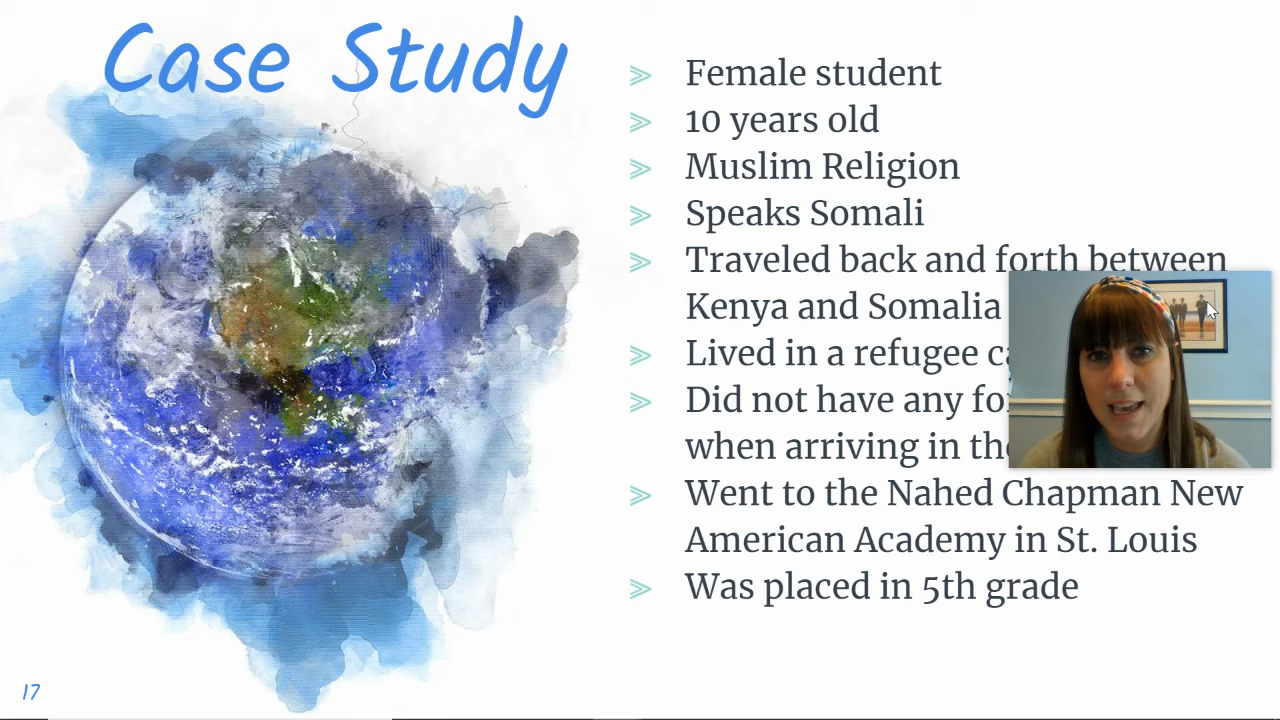 Case Study
Female student
10 years old
Muslim Religion
Speaks Somali
Traveled back and forth between
Kenya and Somalia
Lived in a refugee
Did not have any
when arriving in
Went to the Nahed Chapman New
American Academy in St. Louis
Was placed in 5th grade
17